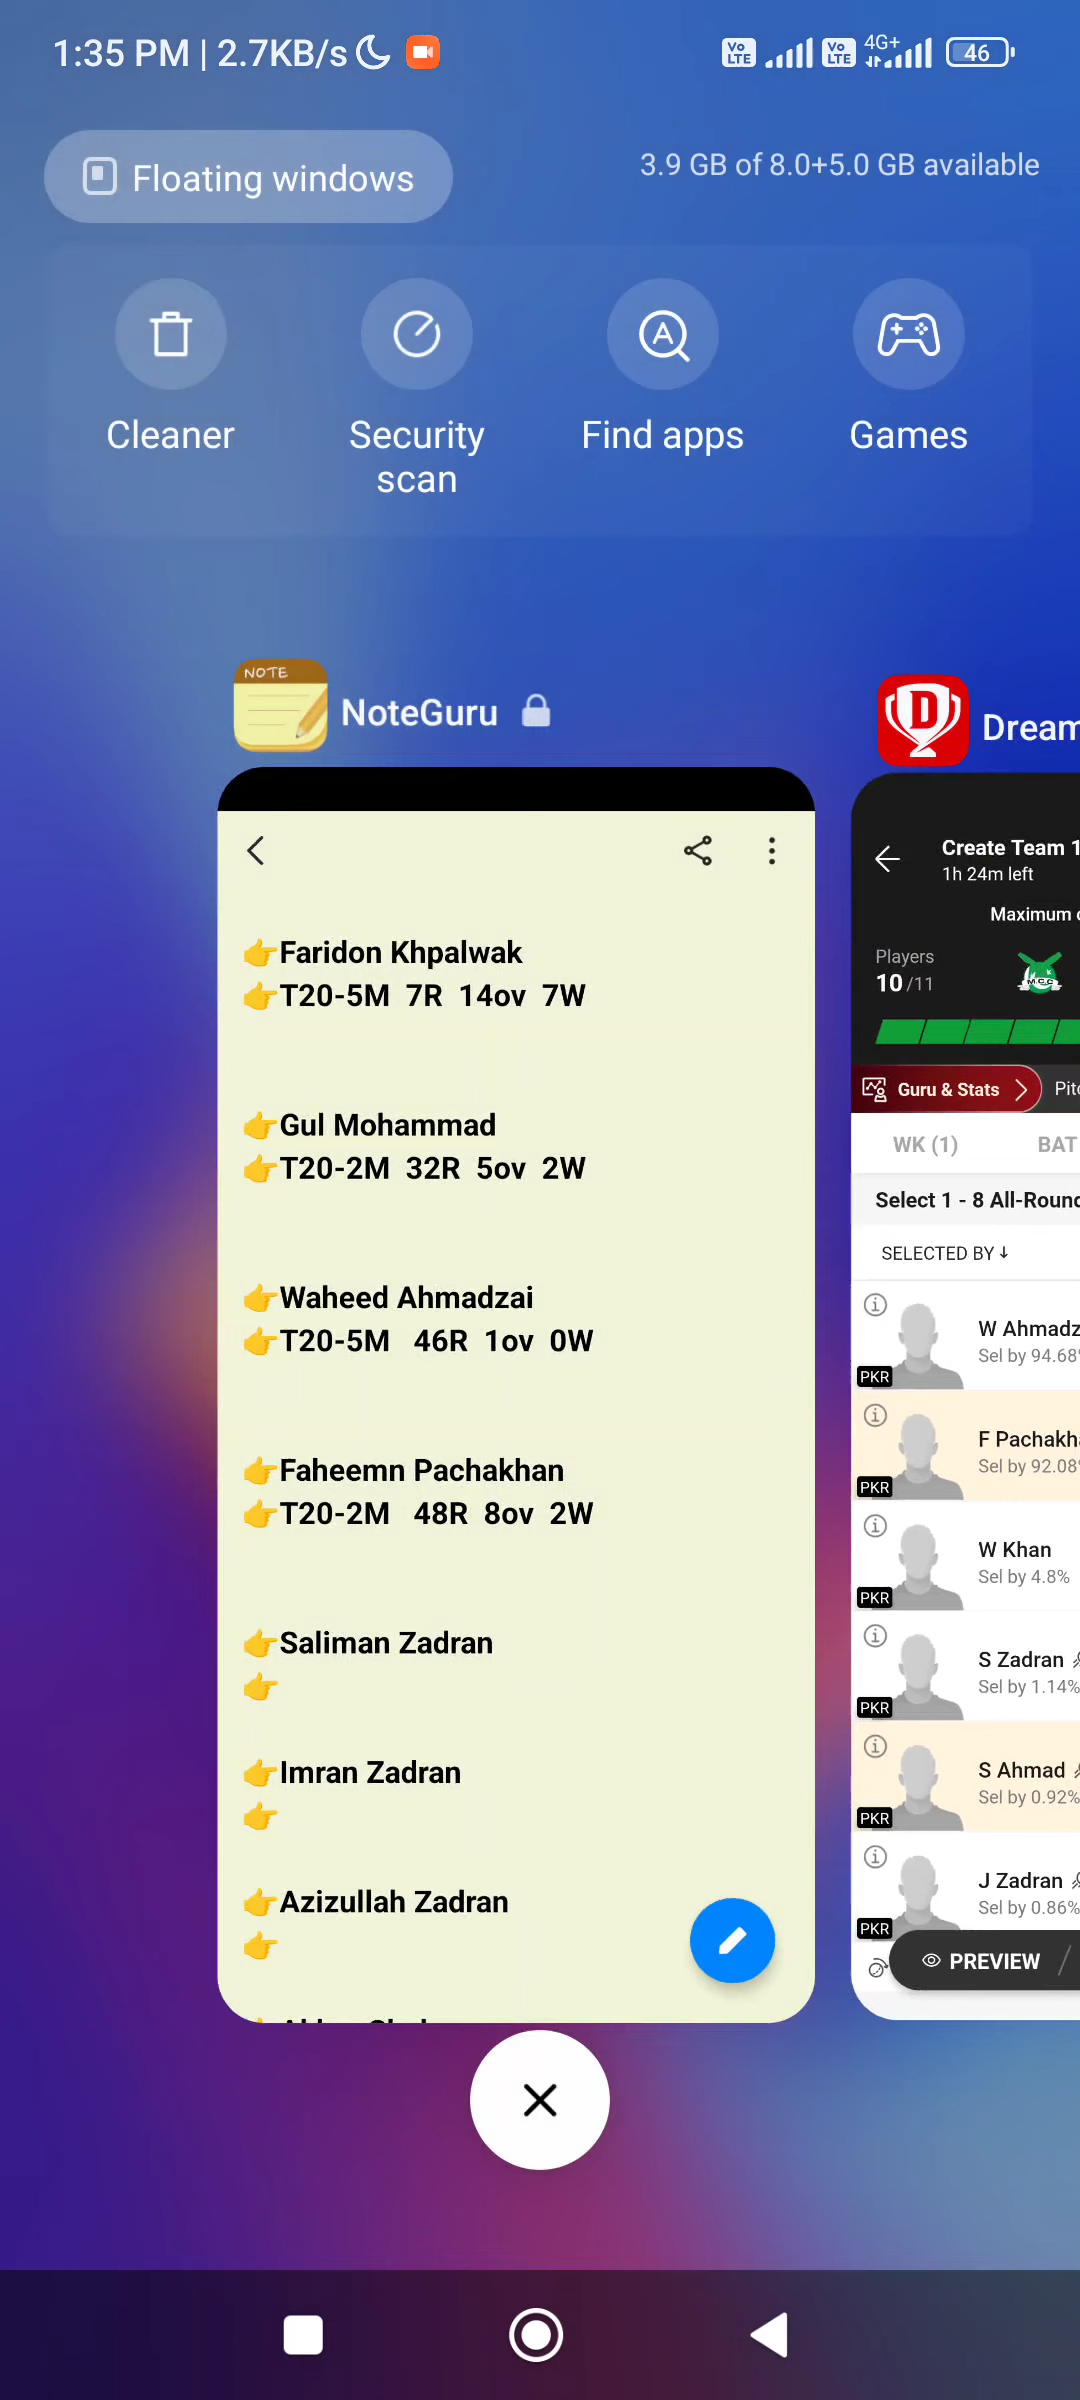 1:35 PM | 2.7KB/s
Vo LTE
Vo LTE
4G+
46
Floating windows
3.9 GB of 8.0+5.0 GB available
Cleaner
Security scan
Find apps
Games
NOTE
NoteGuru
👉Faridon Khpalwak
👉T20-5M 7R 14ov 7W
👉Gul Mohammad
👉T20-2M 32R 5ov 2W
👉Waheed Ahmadzai
👉T20-5M 46R 1ov 0W
👉Faheemn Pachakhan
👉T20-2M 48R 8ov 2W
👉Saliman Zadran
👉
👉Imran Zadran
👉
👉Azizullah Zadran
👉
D
Dream
Create Team 1
1h 24m left
Maximum
Players
10/11
M.C.C
Guru & Stats
WK (1)
BAT
Select 1 - 8 All-Round
SELECTED BY ↓
W Ahmadz
Sel by 94.68
PKR
F Pachakh
Sel by 92.08
PKR
W Khan
Sel by 4.8%
PKR
S Zadran
Sel by 1.14%
PKR
S Ahmad
Sel by 0.92%
PKR
J Zadran
Sel by 0.86%
PKR
PREVIEW